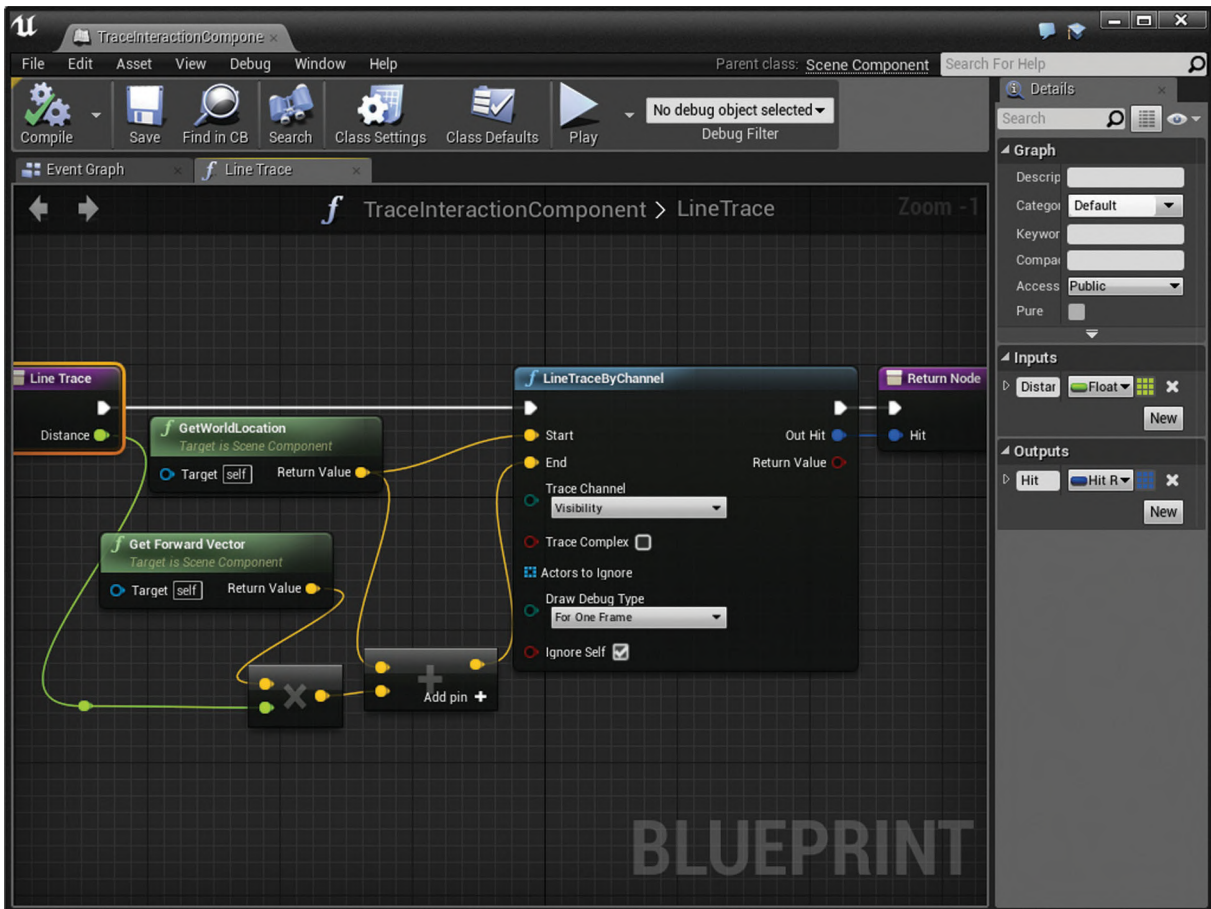 TraceInteractionCompone
File Edit Asset View Debug Window Help
Parent class: Scene Component
Search For Help
Compile
Save
Find in CB
Search
Class Settings
Class Defaults
Play
No debug object selected
Debug Filter
Event Graph
Line Trace
TraceInteractionComponent > LineTrace
Zoom -1
Line Trace
Distance
GetWorldLocation
Target is Scene Component
Target self
Return Value
Get Forward Vector
Target is Scene Component
Target self
Return Value
Add pin +
LineTraceByChannel
Start
Out Hit
End
Return Value
Trace Channel
Visibility
Trace Complex
Actors to Ignore
Draw Debug Type
For One Frame
Ignore Self
Return Node
Hit
BLUEPRINT
Details
Search
Graph
Descrip
Categor
Default
Keywor
Compac
Access
Public
Pure
Inputs
Distar
Float
New
Outputs
Hit
Hit R
New